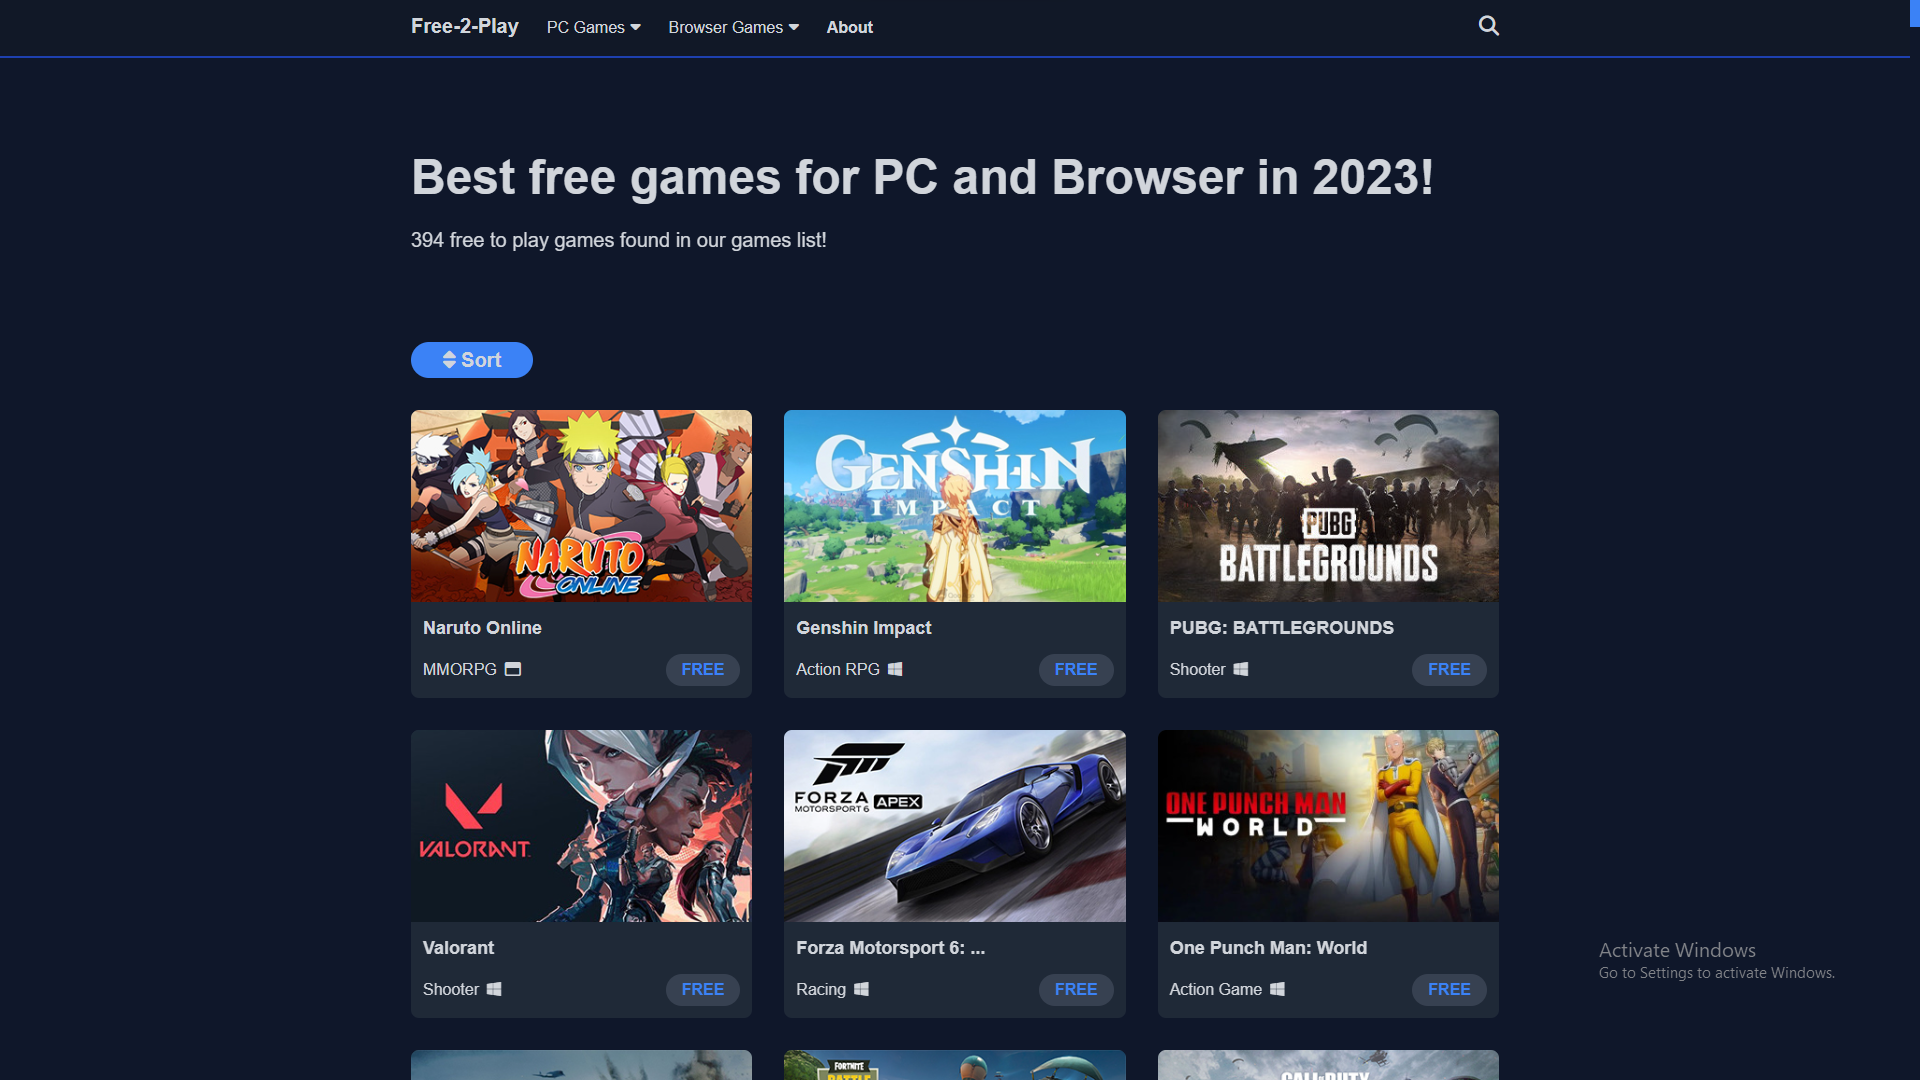 Free-2-Play PC Games Browser Games About
Best free games for PC and Browser in 2023!
394 free to play games found in our games list!
Sort
NARUTO
ONLINE
GENSHIN
IMPACT
PUBG
BATTLEGROUNDS
Naruto Online
MMORPG FREE
Genshin Impact
Action RPG FREE
PUBG: BATTLEGROUNDS
Shooter FREE
VALORANT
FORZA
MOTORSPORT 6 APEX
ONE PUNCH MAN
WORLD
Valorant
Shooter FREE
Forza Motorsport 6: ...
Racing FREE
One Punch Man: World
Action Game FREE
Activate Windows
Go to Settings to activate Windows.
FORTNITE
BATTLE
CALL OF DUTY